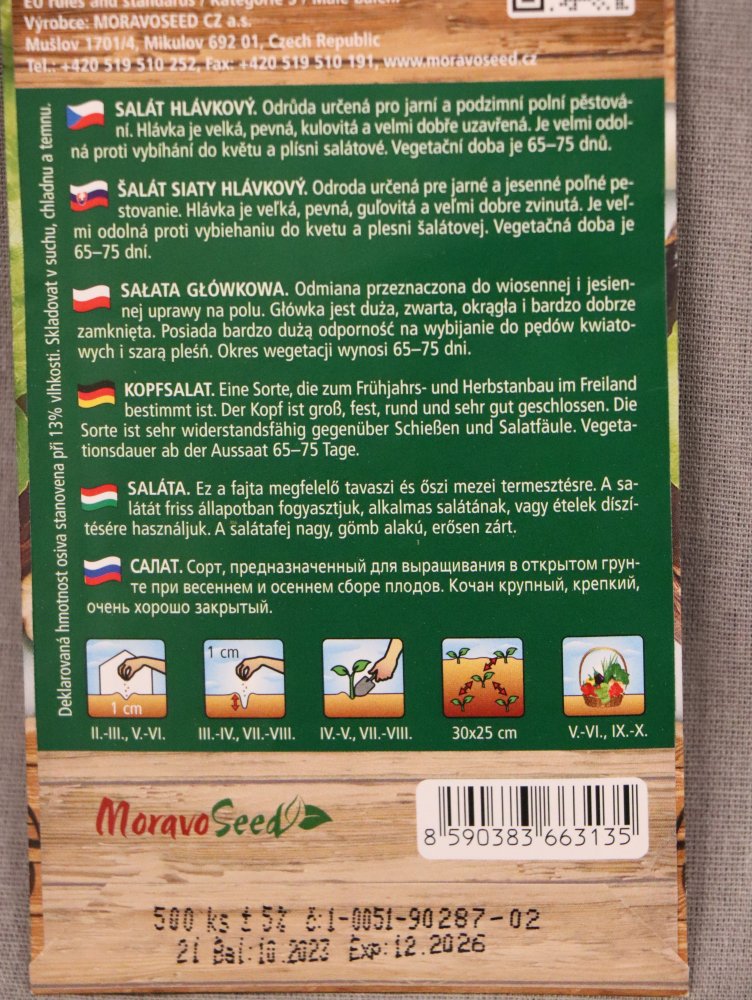 EU rules and standards / Kategorie
Výrobce: MORAVOSEED CZ a.s.
Mušlov 1701/4, Mikulov 692 01, Czech Republic
Tel.: +420 519 510 252, Fax: +420 519 510 191, www.moravoseed.cz
Deklarovaná hmotnost osiva stanovena při 13% vlhkosti. Skladovat v suchu, chladnu a temnu.
SALÁT HLÁVKOVÝ. Odrůda určená pro jarní a podzimní polní pěstová-
ní. Hlávka je velká, pevná, kulovitá a velmi dobře uzavřená. Je velmi odol-
ná proti vybíhání do květu a plísni salátové. Vegetační doba je 65–75 dnů.
ŠALÁT SIATY HLÁVKOVÝ. Odroda určená pre jarné a jesenné poľné pe-
stovanie. Hlávka je veľká, pevná, guľovitá a veľmi dobre zvinutá. Je veľ-
mi odolná proti vybiehaniu do kvetu a plesni šalátovej. Vegetačná doba je
65–75 dní.
SAŁATA GŁÓWKOWA. Odmiana przeznaczona do wiosennej i jesien-
nej uprawy na polu. Główka jest duża, zwarta, okrągła i bardzo dobrze
zamknięta. Posiada bardzo dużą odporność na wybijanie do pędów kwiato-
wych i szarą pleśń. Okres wegetacji wynosi 65–75 dni.
KOPFSALAT. Eine Sorte, die zum Frühjahrs- und Herbstanbau im Freiland
bestimmt ist. Der Kopf ist groß, fest, rund und sehr gut geschlossen. Die
Sorte ist sehr widerstandsfähig gegenüber Schießen und Salatfäule. Vegeta-
tionsdauer ab der Aussaat 65–75 Tage.
SALÁTA. Ez a fajta megfelelő tavaszi és őszi mezei termesztésre. A sa-
látát friss állapotban fogyasztjuk, alkalmas salátának, vagy ételek díszí-
tésére használjuk. A salátafej nagy, gömb alakú, erősen zárt.
САЛАТ. Сорт, предназначенный для выращивания в открытом грун-
те при весеннем и осеннем сборе плодов. Кочан крупный, крепкий,
очень хорошо закрытый.
1 cm
1 cm
II.-III., V.-VI.
III.-IV., VII.-VIII.
IV.-V., VII.-VIII.
30x25 cm
V.-VI., IX.-X.
MoravoSeed
8 590383 663135
500 ks ± 5% č:1-0051-90287-02
21 Bal:10.2023 Exp:12.2026